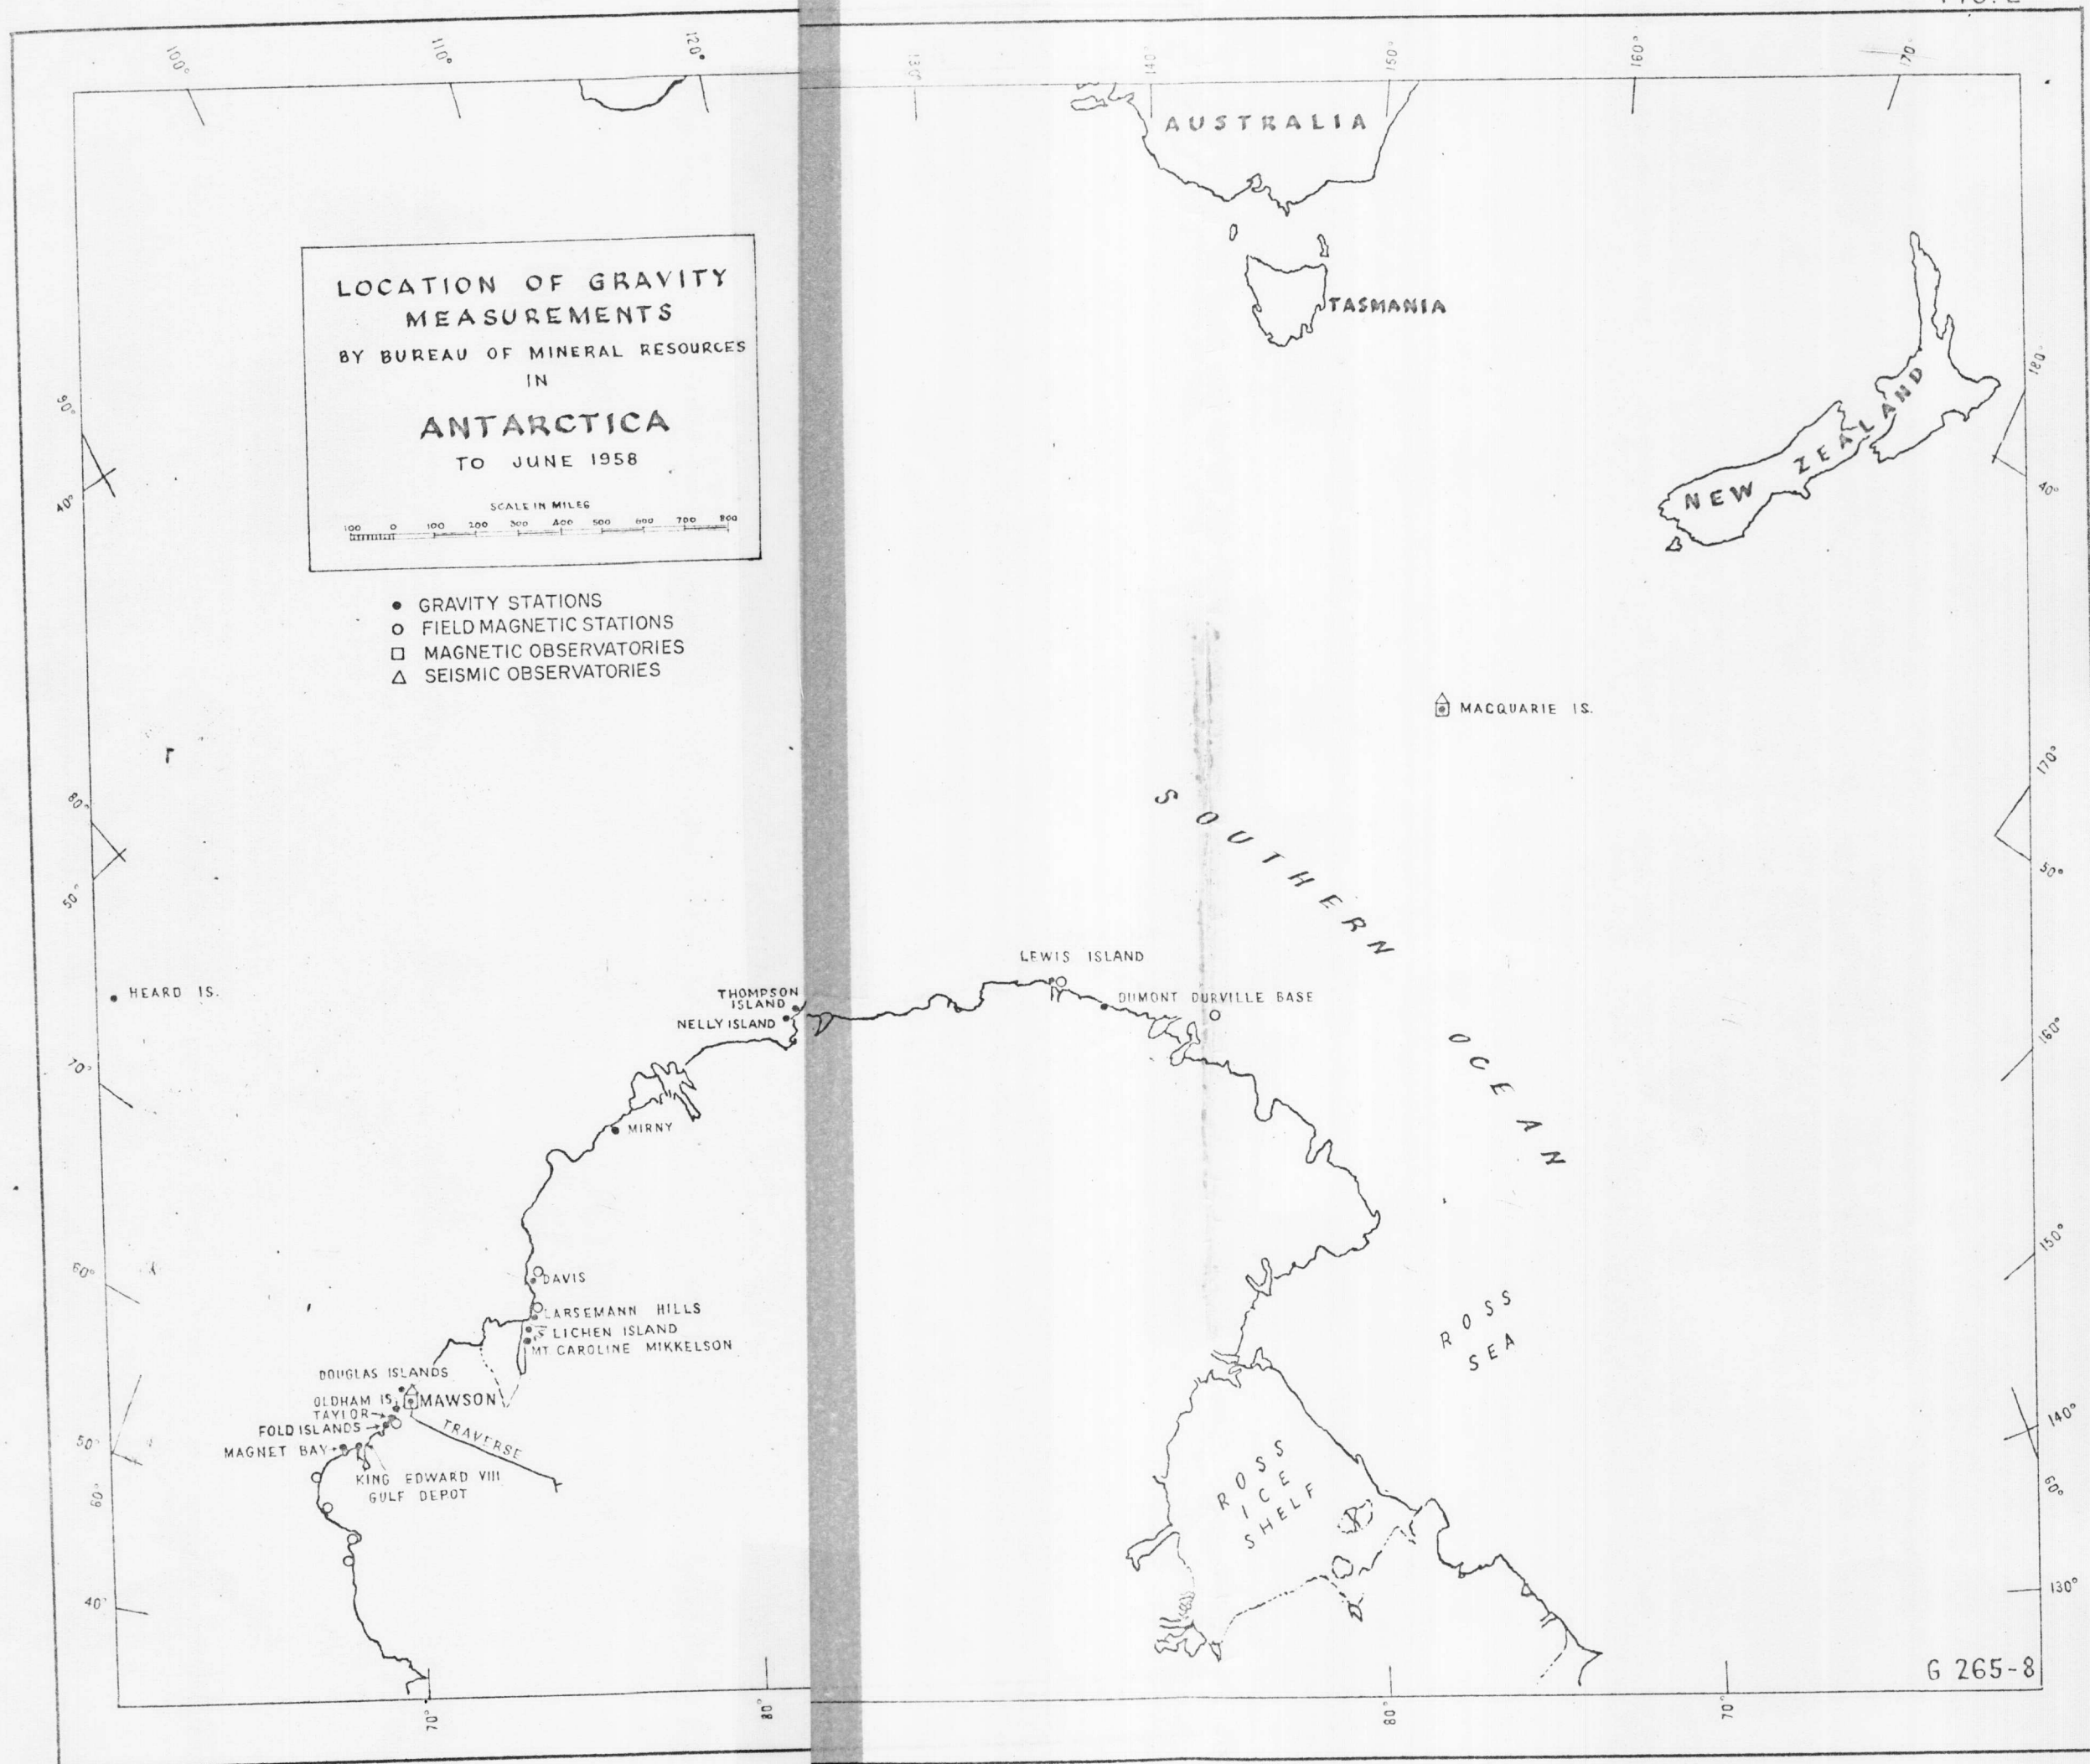 100°
110°
120°
130°
140°
150°
160°
170°
AUSTRALIA
LOCATION OF GRAVITY
MEASUREMENTS
BY BUREAU OF MINERAL RESOURCES
IN
ANTARCTICA
TO JUNE 1958
SCALE IN MILES
100 0 100 200 300 400 500 600 700 800
TASMANIA
NEW ZEALAND
90°
40°
180°
40°
GRAVITY STATIONS
FIELD MAGNETIC STATIONS
MAGNETIC OBSERVATORIES
SEISMIC OBSERVATORIES
MACQUARIE IS.
80°
50°
170°
50°
SOUTHERN
OCEAN
HEARD IS.
THOMPSON
ISLAND
NELLY ISLAND
LEWIS ISLAND
DUMONT DURVILLE BASE
70°
160°
MIRNY
60°
150°
DAVIS
LARSEMANN HILLS
LICHEN ISLAND
MT CAROLINE MIKKELSON
ROSS
SEA
DOUGLAS ISLANDS
OLDHAM IS.
MAWSON
TAYLOR
FOLD ISLANDS
MAGNET BAY
TRAVERSE
KING EDWARD VIII
GULF DEPOT
50°
60°
40°
ROSS
ICE
SHELF
140°
60°
130°
G 265-8
70°
80°
80°
70°